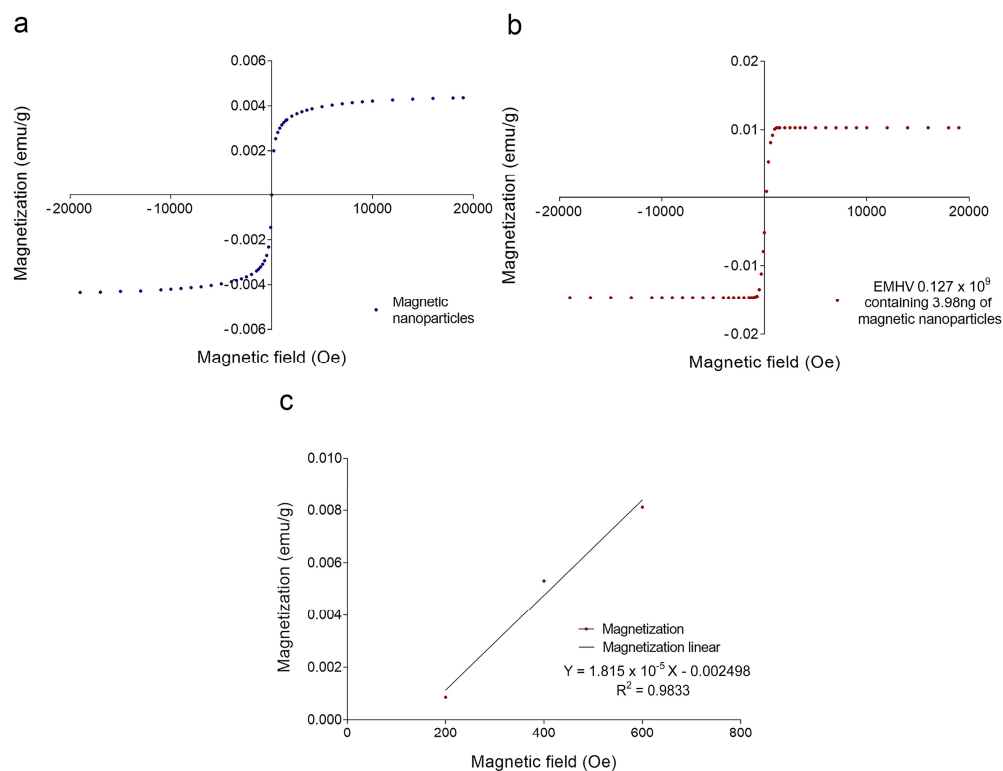 a
0.006
0.004
0.002
-20000
-10000
10000
20000
-0.002
-0.004
-0.006
Magnetization (emu/g)
Magnetic field (Oe)
Magnetic
nanoparticles
b
0.02
0.01
-20000
-10000
10000
20000
-0.01
-0.02
Magnetization (emu/g)
Magnetic field (Oe)
EMHV 0.127 x 10⁹
containing 3.98ng of
magnetic nanoparticles
c
0.010
0.008
0.006
0.004
0.002
0.000
0
200
400
600
800
Magnetization (emu/g)
Magnetic field (Oe)
Magnetization
Magnetization linear
Y = 1.815 x 10⁻⁵ X - 0.002498
R² = 0.9833